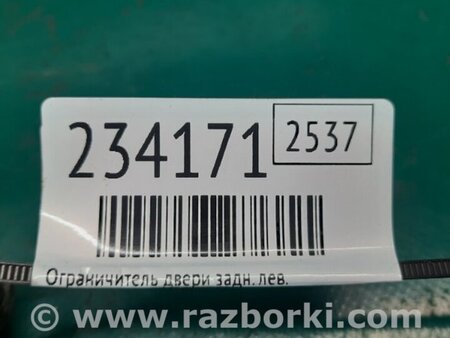 234171
2537
Ограничитель двери задн. лев.
www.razborki.com